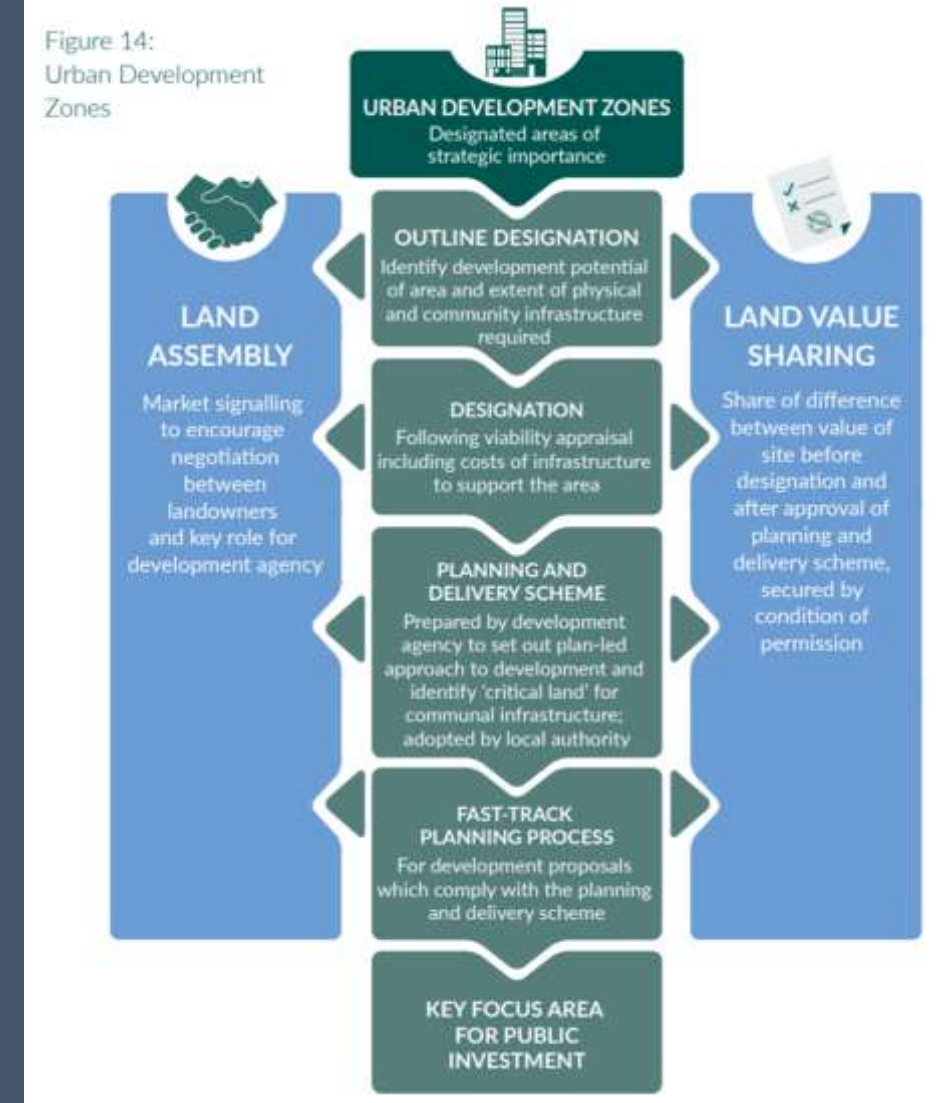 Figure 14:
Urban Development
Zones
URBAN DEVELOPMENT ZONES
Designated areas of
strategic importance
LAND
ASSEMBLY
Market signalling
to encourage
negotiation
between
landowners
and key role for
development agency
OUTLINE DESIGNATION
Identify development potential
of area and extent of physical
and community infrastructure
required
DESIGNATION
Following viability appraisal
including costs of infrastructure
to support the area
PLANNING AND
DELIVERY SCHEME
Prepared by development
agency to set out plan-led
approach to development and
identify ‘critical land’ for
communal infrastructure;
adopted by local authority
FAST-TRACK
PLANNING PROCESS
For development proposals
which comply with the planning
and delivery scheme
KEY FOCUS AREA
FOR PUBLIC
INVESTMENT
LAND VALUE
SHARING
Share of difference
between value of
site before
designation and
after approval of
planning and
delivery scheme,
secured by
condition of
permission